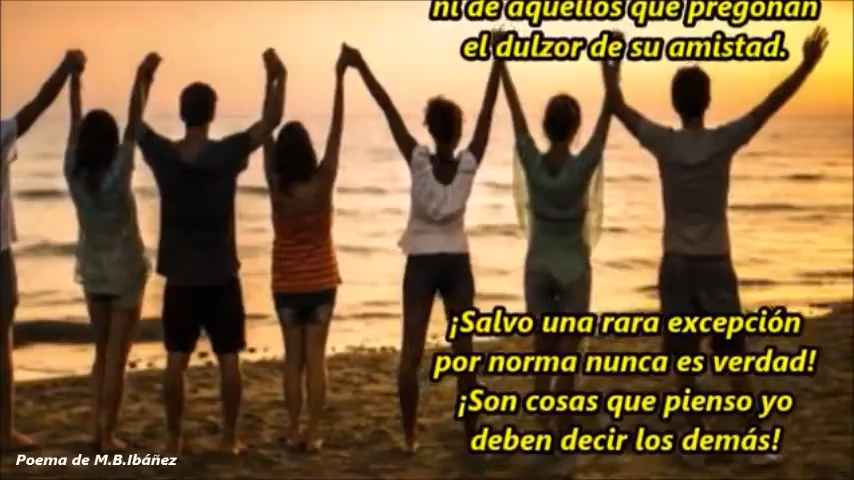 ni de aquellos que pregonan
el dulzor de su amistad.
¡Salvo una rara excepción
por norma nunca es verdad!
¡Son cosas que pienso yo
deben decir los demás!
Poema de M.B.Ibáñez